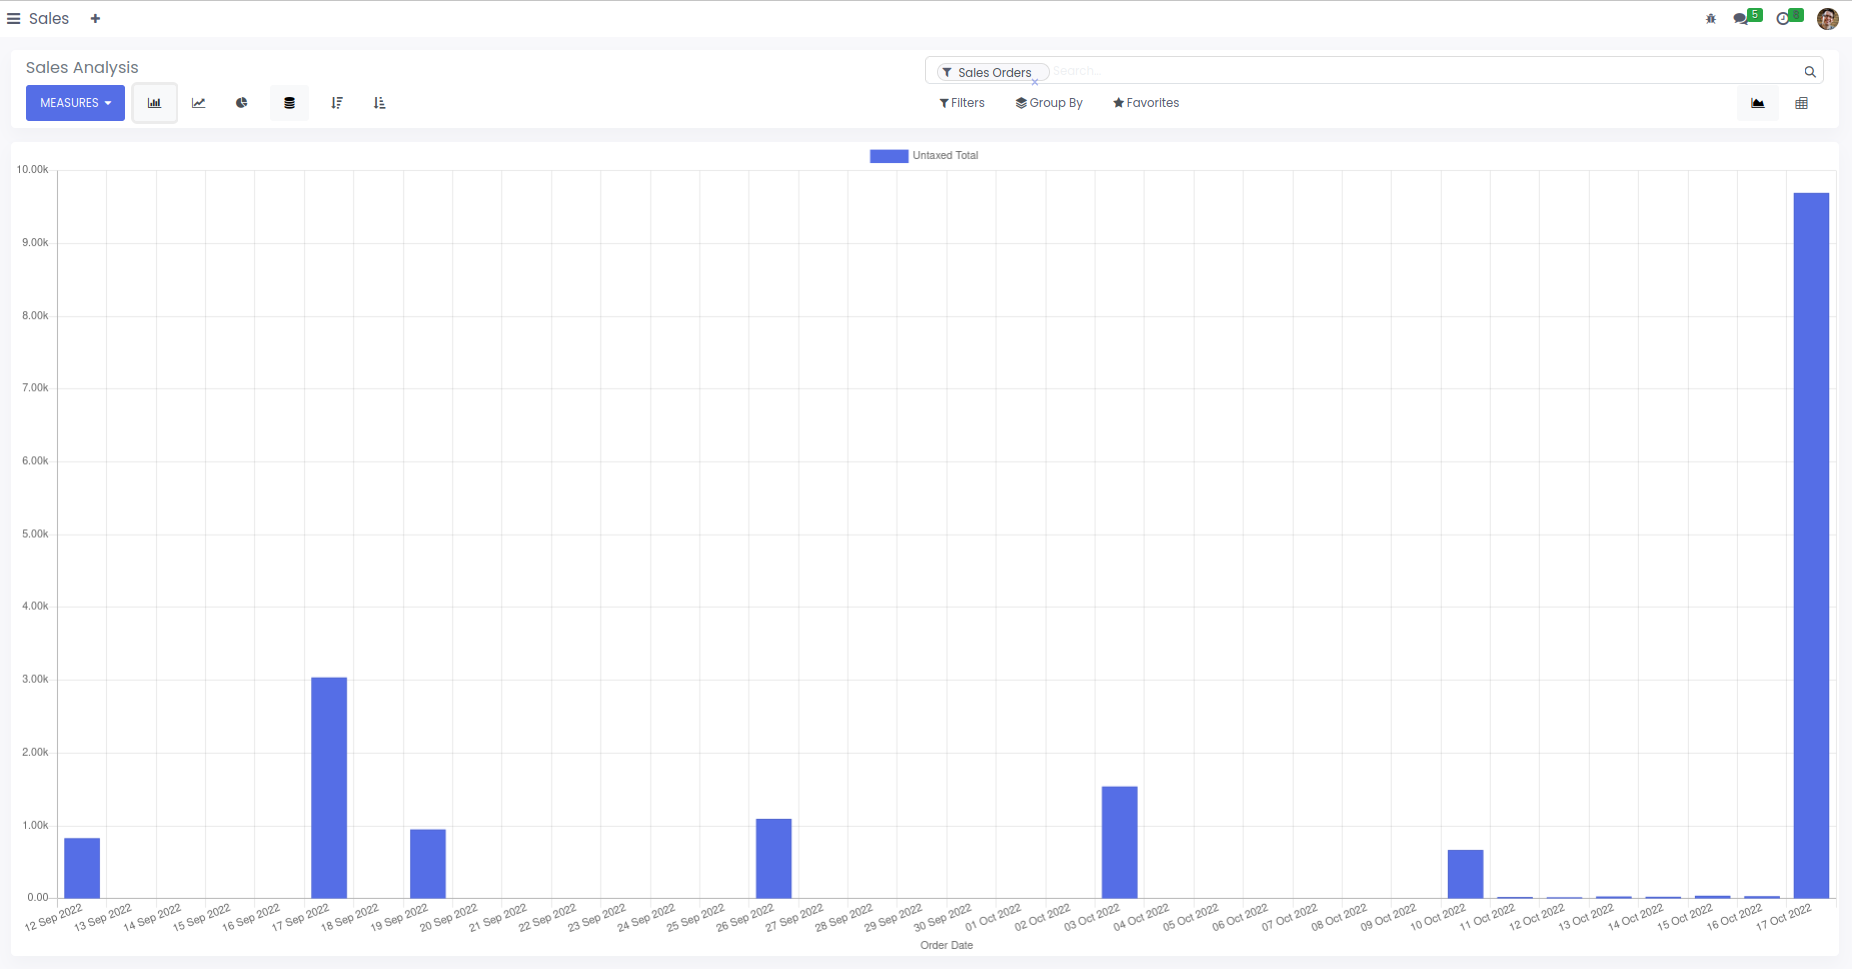 Sales +
5
8
Sales Analysis
Sales Orders × Search...
MEASURES
Filters Group By Favorites
Untaxed Total
10.00k
9.00k
8.00k
7.00k
6.00k
5.00k
4.00k
3.00k
2.00k
1.00k
0.00
12 Sep 2022 13 Sep 2022 14 Sep 2022 15 Sep 2022 16 Sep 2022 17 Sep 2022 18 Sep 2022 19 Sep 2022 20 Sep 2022 21 Sep 2022 22 Sep 2022 23 Sep 2022 24 Sep 2022 25 Sep 2022 26 Sep 2022 27 Sep 2022 28 Sep 2022 29 Sep 2022 30 Sep 2022 01 Oct 2022 02 Oct 2022 03 Oct 2022 04 Oct 2022 05 Oct 2022 06 Oct 2022 07 Oct 2022 08 Oct 2022 09 Oct 2022 10 Oct 2022 11 Oct 2022 12 Oct 2022 13 Oct 2022 14 Oct 2022 15 Oct 2022 16 Oct 2022 17 Oct 2022
Order Date